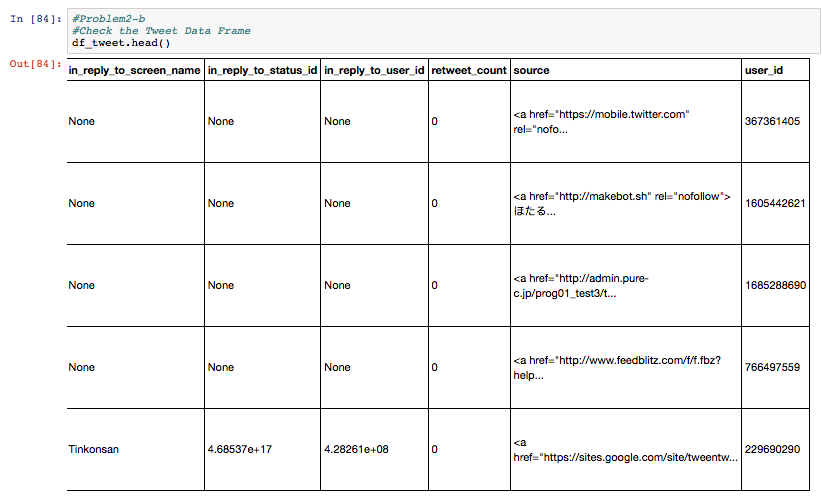 In [84]: #Problem2-b
#Check the Tweet Data Frame
df_tweet.head()
Out[84]:
in_reply_to_screen_name in_reply_to_status_id in_reply_to_user_id retweet_count source user_id
None None None 0 <a href="https://mobile.twitter.com" rel="nofo... 367361405
None None None 0 <a href="http://makebot.sh" rel="nofollow"> ほたる... 1605442621
None None None 0 <a href="http://admin.pure-c.jp/prog01_test3/t... 1685288690
None None None 0 <a href="http://www.feedblitz.com/f/f.fbz?help... 766497559
Tinkonsan 4.68537e+17 4.28261e+08 0 <a href="https://sites.google.com/site/tweentw... 229690290